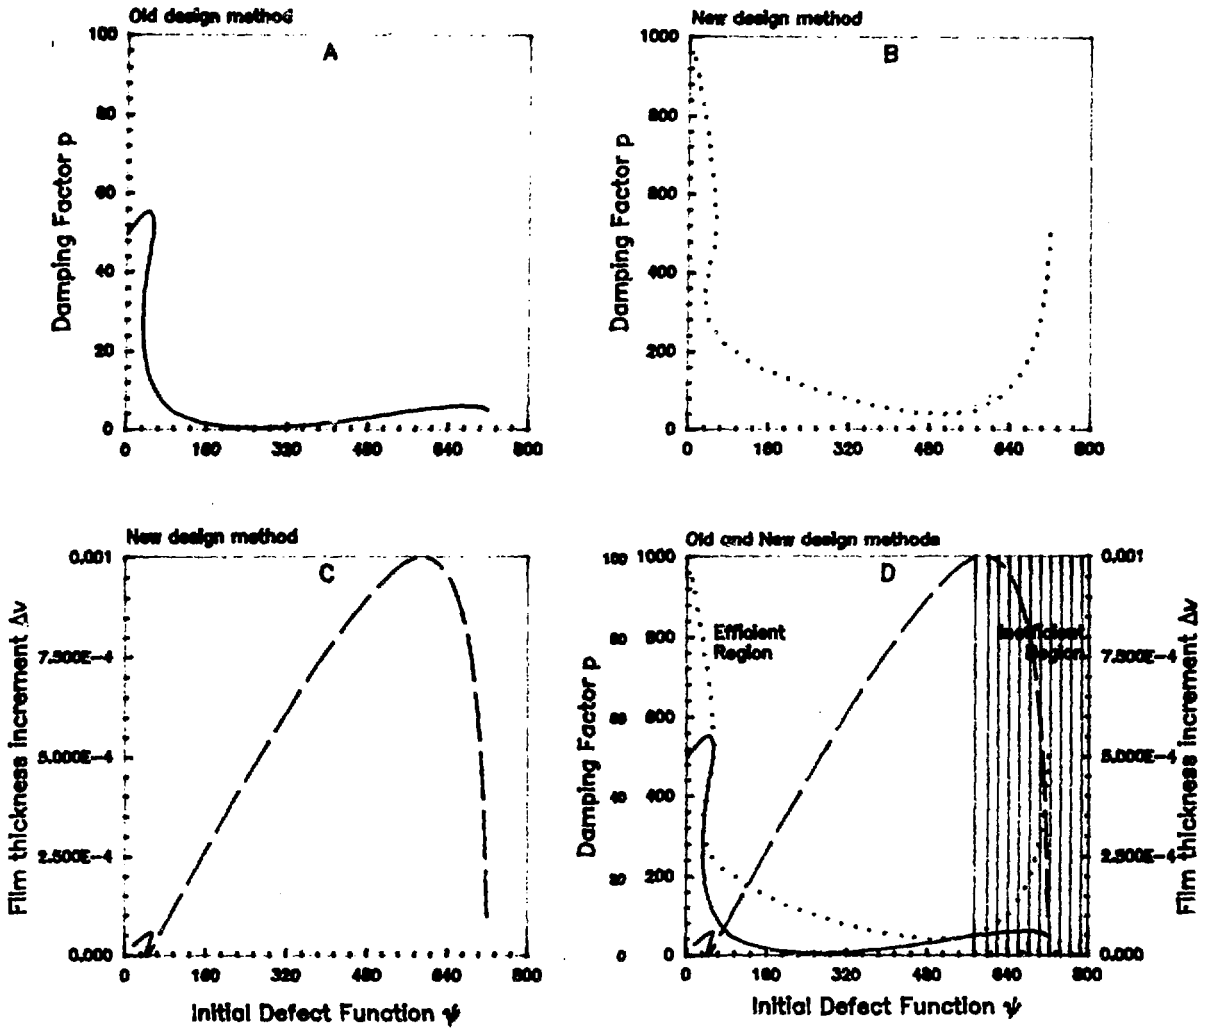 Old design method
A
100
80
60
40
20
0
Damping Factor p
0 160 320 480 640 800
New design method
B
1000
800
600
400
200
0
Damping Factor p
0 160 320 480 640 800
New design method
C
0.001
7.500E-4
5.000E-4
2.500E-4
0.000
Film thickness increment Δv
0 160 320 480 640 800
Initial Defect Function ψ
Old and New design methods
D
100 1000
80 800
60 600
40 400
20 200
0 0
Damping Factor p
Efficient
Region
Inefficient
Region
0.001
7.500E-4
5.000E-4
2.500E-4
0.000
Film thickness increment Δv
0 160 320 480 640 800
Initial Defect Function ψ